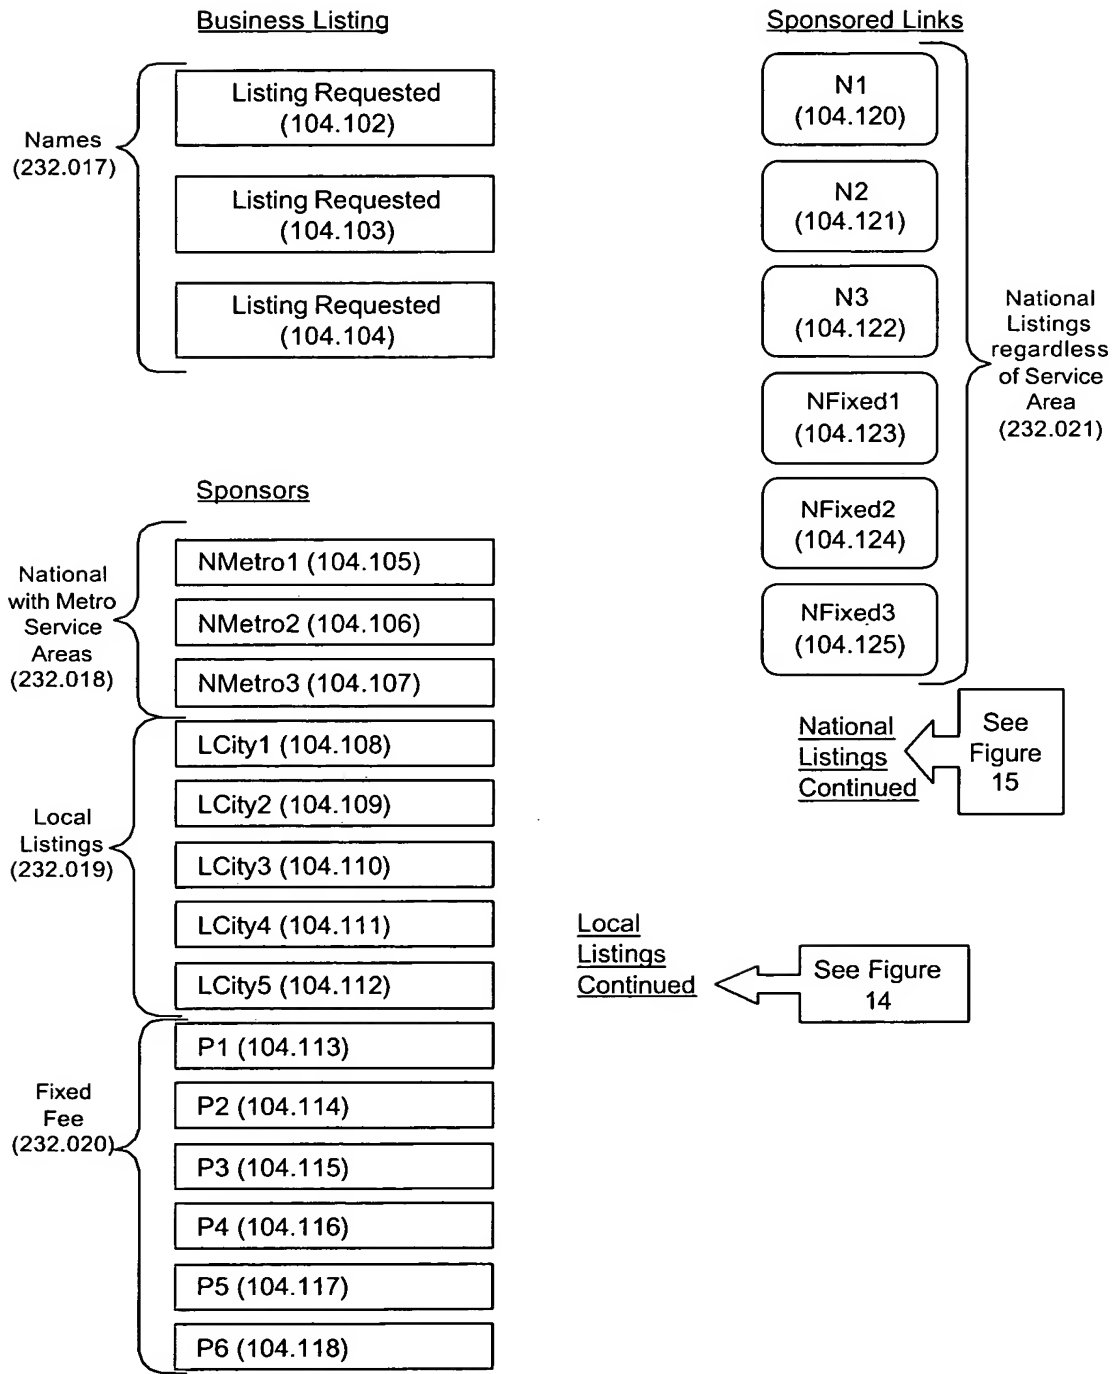 Business Listing
Names
(232.017)
Listing Requested
(104.102)
Listing Requested
(104.103)
Listing Requested
(104.104)
Sponsors
National
with Metro
Service
Areas
(232.018)
NMetro1 (104.105)
NMetro2 (104.106)
NMetro3 (104.107)
Local
Listings
(232.019)
LCity1 (104.108)
LCity2 (104.109)
LCity3 (104.110)
LCity4 (104.111)
LCity5 (104.112)
Fixed
Fee
(232.020)
P1 (104.113)
P2 (104.114)
P3 (104.115)
P4 (104.116)
P5 (104.117)
P6 (104.118)
Sponsored Links
N1
(104.120)
N2
(104.121)
N3
(104.122)
NFixed1
(104.123)
NFixed2
(104.124)
NFixed3
(104.125)
National
Listings
regardless
of Service
Area
(232.021)
National
Listings
Continued
See
Figure
15
Local
Listings
Continued
See Figure
14